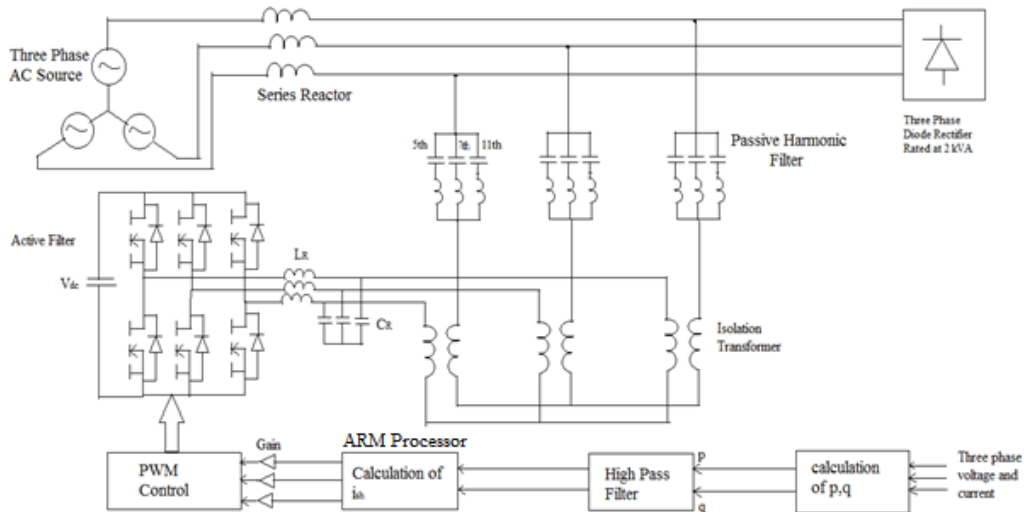 Three Phase
AC Source
Series Reactor
Three Phase
Diode Rectifier
Rated at 2 kVA
5th 7th 11th
Passive Harmonic
Filter
Active Filter
Vdc
LR
CR
Isolation
Transformer
PWM
Control
Gain
ARM Processor
Calculation of
ish
High Pass
Filter
P
q
calculation
of p,q
Three phase
voltage and
current